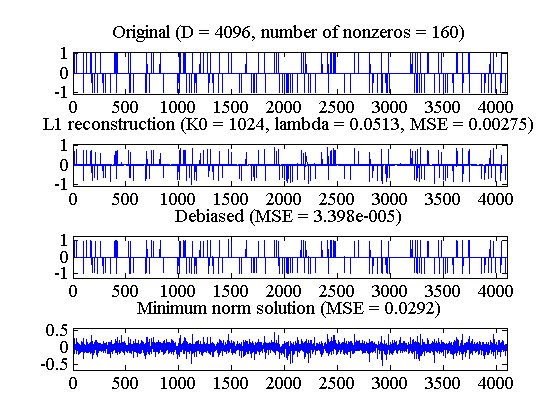 Original (D = 4096, number of nonzeros = 160)
1
0
-1
0 500 1000 1500 2000 2500 3000 3500 4000
L1 reconstruction (K0 = 1024, lambda = 0.0513, MSE = 0.00275)
1
0
-1
0 500 1000 1500 2000 2500 3000 3500 4000
Debiased (MSE = 3.398e-005)
1
0
-1
0 500 1000 1500 2000 2500 3000 3500 4000
Minimum norm solution (MSE = 0.0292)
0.5
0
-0.5
0 500 1000 1500 2000 2500 3000 3500 4000